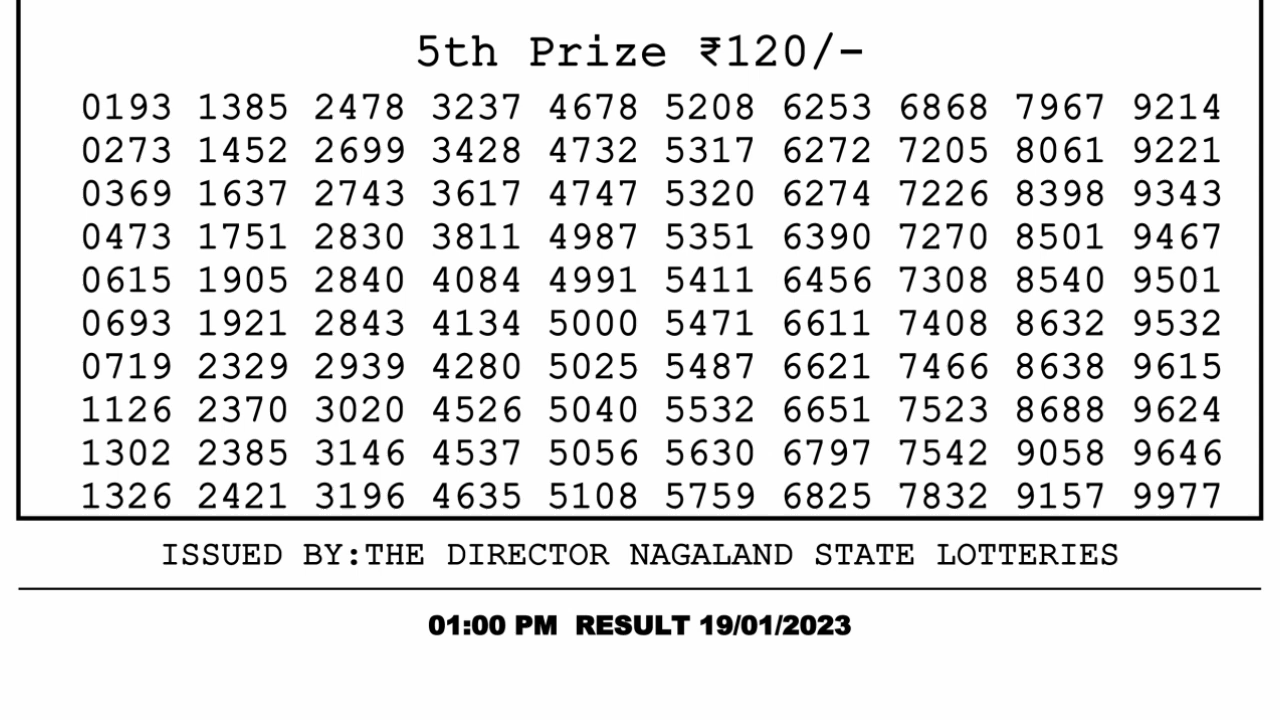 5th Prize ₹120/-
0193 1385 2478 3237 4678 5208 6253 6868 7967 9214
0273 1452 2699 3428 4732 5317 6272 7205 8061 9221
0369 1637 2743 3617 4747 5320 6274 7226 8398 9343
0473 1751 2830 3811 4987 5351 6390 7270 8501 9467
0615 1905 2840 4084 4991 5411 6456 7308 8540 9501
0693 1921 2843 4134 5000 5471 6611 7408 8632 9532
0719 2329 2939 4280 5025 5487 6621 7466 8638 9615
1126 2370 3020 4526 5040 5532 6651 7523 8688 9624
1302 2385 3146 4537 5056 5630 6797 7542 9058 9646
1326 2421 3196 4635 5108 5759 6825 7832 9157 9977
ISSUED BY:THE DIRECTOR NAGALAND STATE LOTTERIES
01:00 PM RESULT 19/01/2023